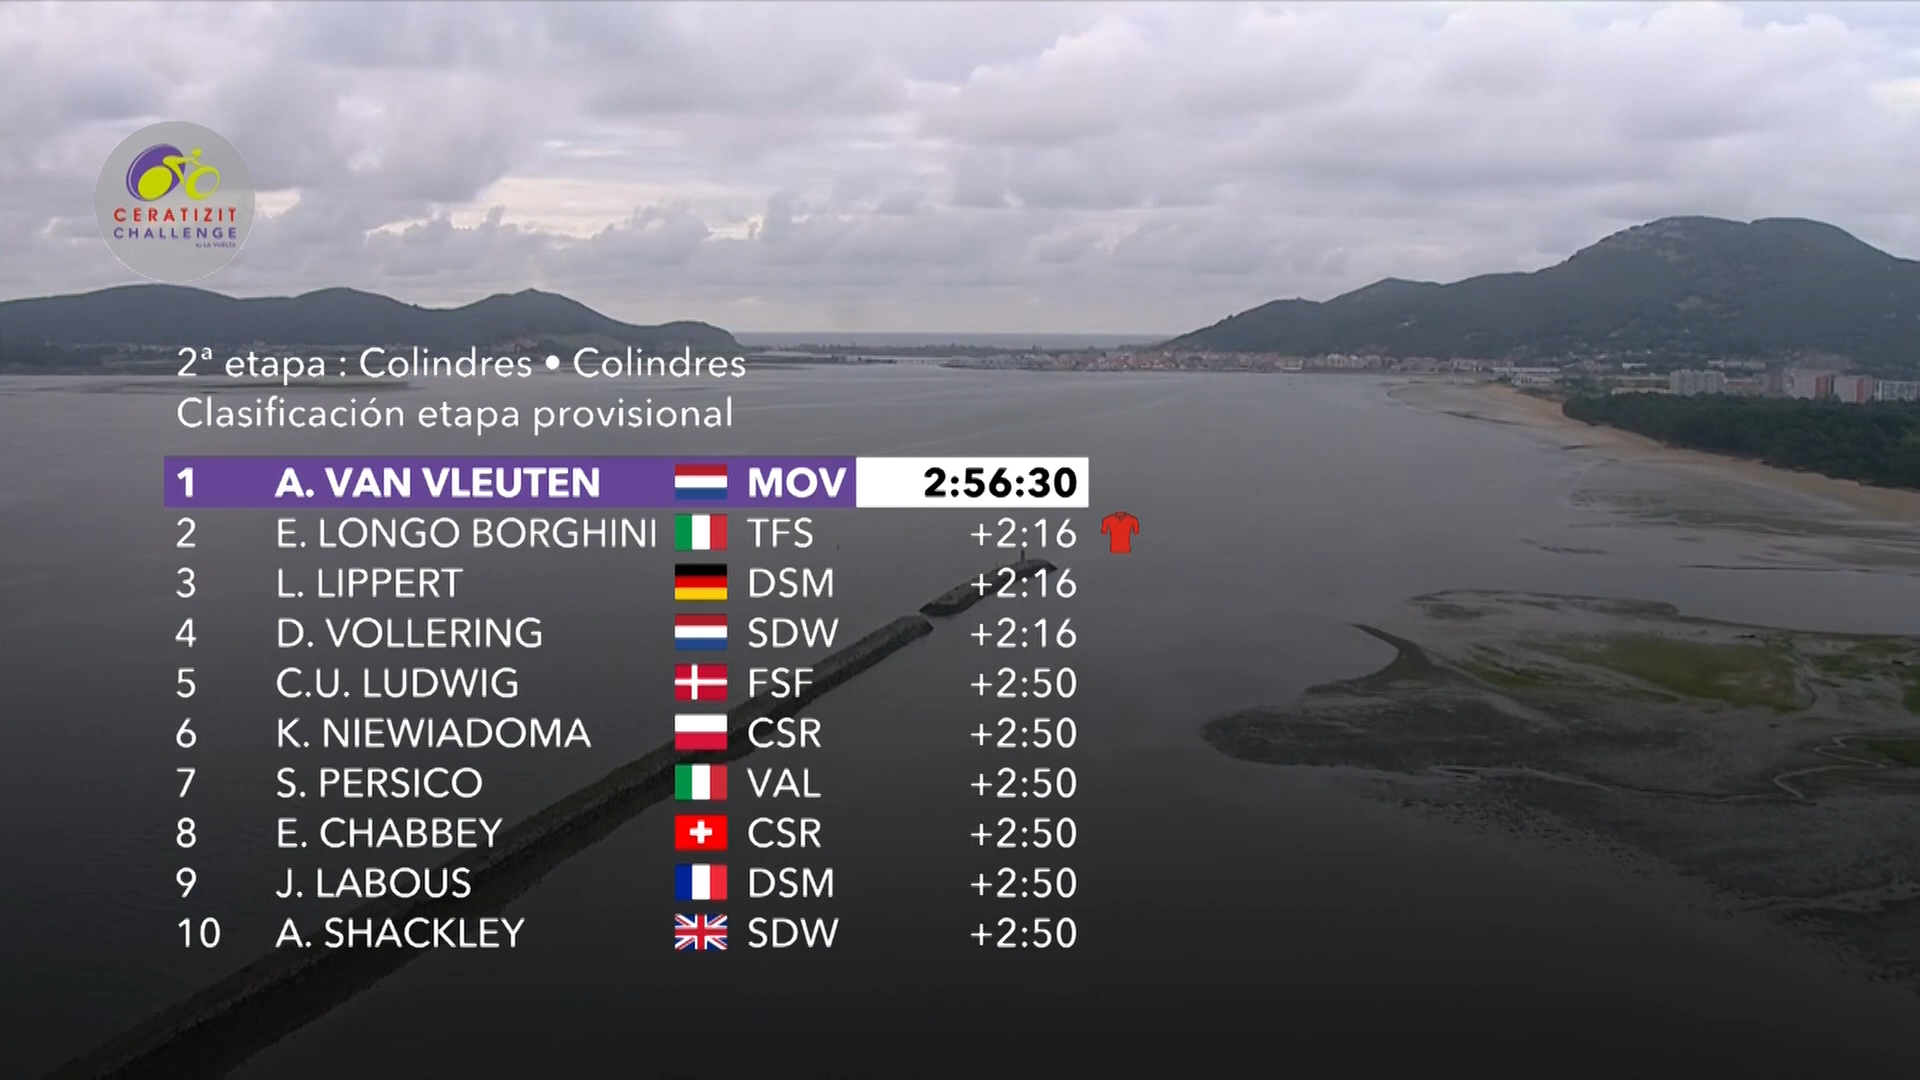 CERATIZIT
CHALLENGE
by LA VUELTA
2ª etapa : Colindres • Colindres
Clasificación etapa provisional
1 A. VAN VLEUTEN MOV 2:56:30
2 E. LONGO BORGHINI TFS +2:16
3 L. LIPPERT DSM +2:16
4 D. VOLLERING SDW +2:16
5 C.U. LUDWIG FSF +2:50
6 K. NIEWIADOMA CSR +2:50
7 S. PERSICO VAL +2:50
8 E. CHABBEY CSR +2:50
9 J. LABOUS DSM +2:50
10 A. SHACKLEY SDW +2:50